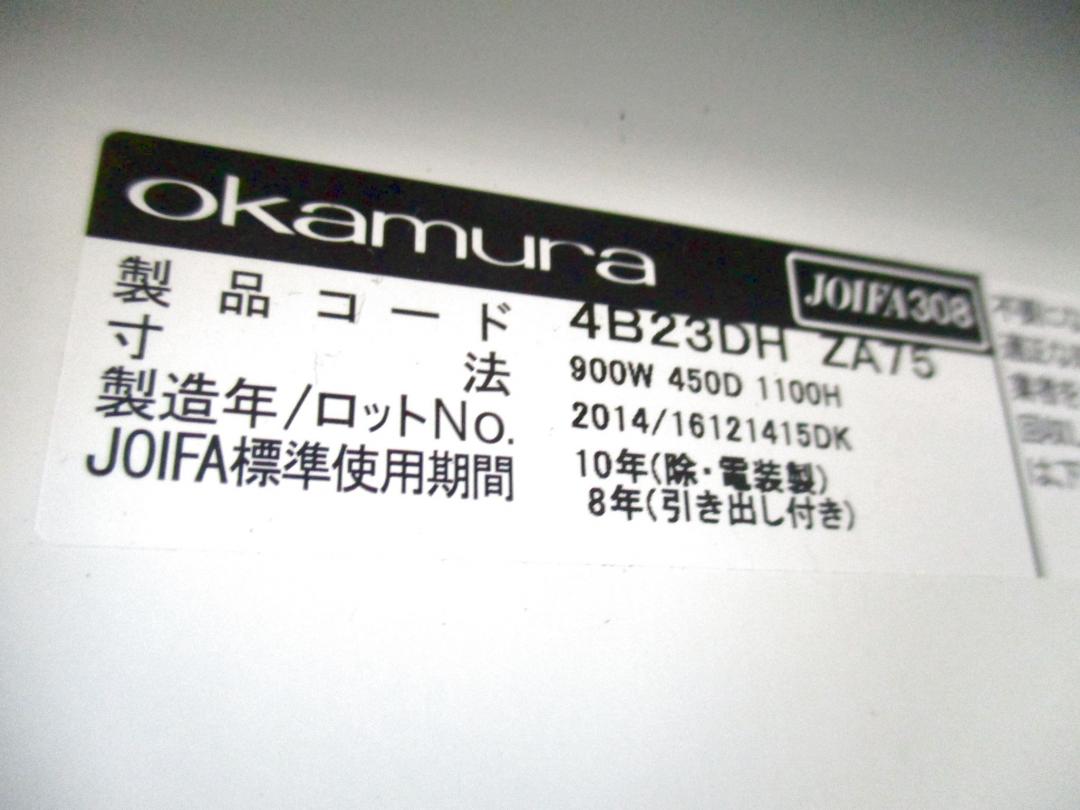 okamura
JOIFA308
製品コード 4B23DH ZA75
寸法 900W 450D 1100H
製造年/ロットNo. 2014/16121415DK
JOIFA標準使用期間 10年(除・電装製)
8年(引き出し付き)